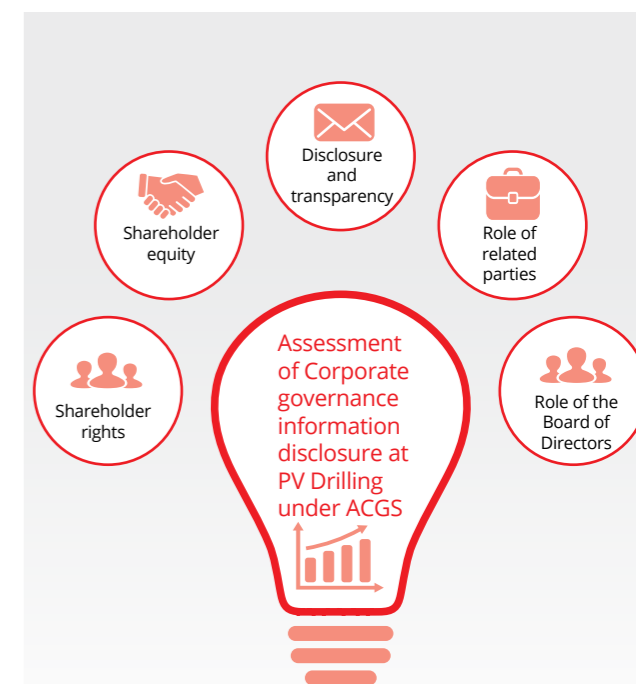 Disclosure
and
transparency
Shareholder
equity
Role of
related
parties
Shareholder
rights
Assessment
of Corporate
governance
information
disclosure at
PV Drilling
under ACGS
Role of the
Board of
Directors